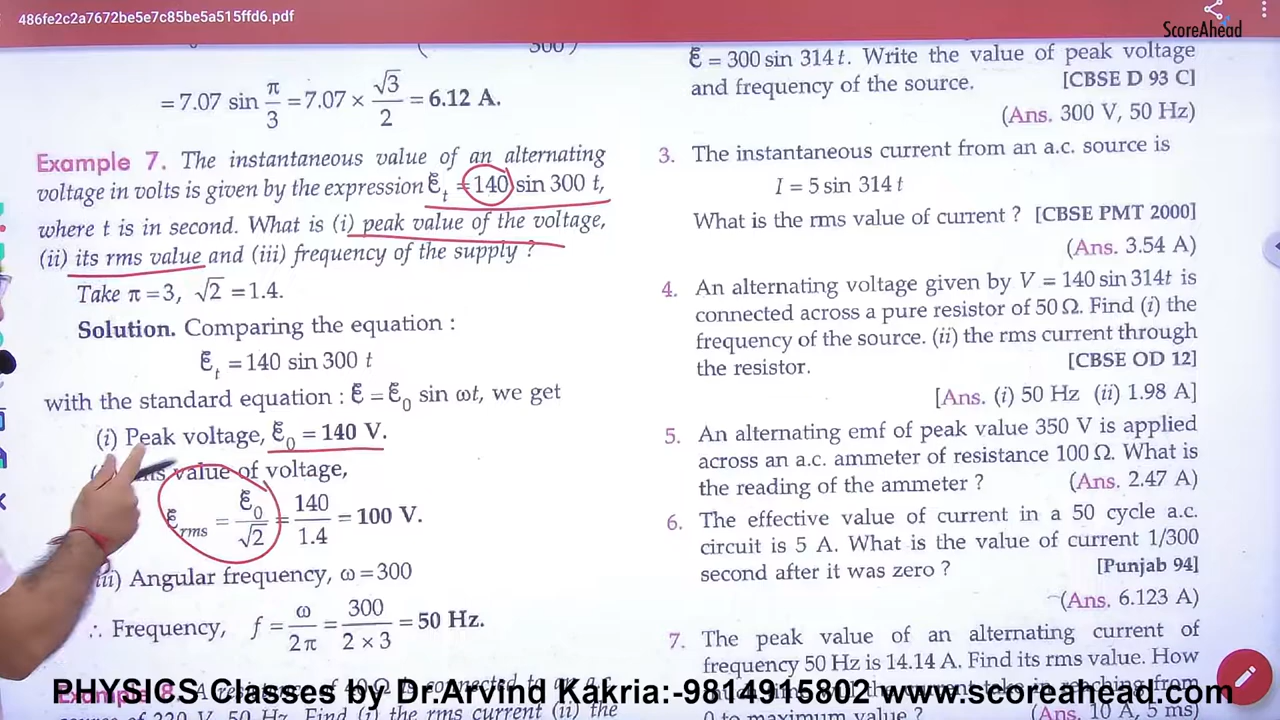 486fe2c2a7672be5e7c85be5a515ffd6.pdf
ScoreAhead
300
= 7.07 sin π/3 = 7.07 × √3/2 = 6.12 A.
Example 7. The instantaneous value of an alternating
voltage in volts is given by the expression ℰt = 140 sin 300 t,
where t is in second. What is (i) peak value of the voltage,
(ii) its rms value and (iii) frequency of the supply ?
Take π = 3, √2 = 1.4.
Solution. Comparing the equation :
ℰt = 140 sin 300 t
with the standard equation : ℰ = ℰ0 sin ωt, we get
(i) Peak voltage, ℰ0 = 140 V.
value of voltage,
ℰrms = ℰ0/√2 = 140/1.4 = 100 V.
Angular frequency, ω = 300
∴ Frequency, f = ω/2π = 300/(2 × 3) = 50 Hz.
ℰ = 300 sin 314 t. Write the value of peak voltage
and frequency of the source. [CBSE D 93 C]
(Ans. 300 V, 50 Hz)
3. The instantaneous current from an a.c. source is
I = 5 sin 314 t
What is the rms value of current ? [CBSE PMT 2000]
(Ans. 3.54 A)
4. An alternating voltage given by V = 140 sin 314t is
connected across a pure resistor of 50 Ω. Find (i) the
frequency of the source. (ii) the rms current through
the resistor. [CBSE OD 12]
[Ans. (i) 50 Hz (ii) 1.98 A]
5. An alternating emf of peak value 350 V is applied
across an a.c. ammeter of resistance 100 Ω. What is
the reading of the ammeter ? (Ans. 2.47 A)
6. The effective value of current in a 50 cycle a.c.
circuit is 5 A. What is the value of current 1/300
second after it was zero ? [Punjab 94]
(Ans. 6.123 A)
7. The peak value of an alternating current of
frequency 50 Hz is 14.14 A. Find its rms value. How
PHYSICS Classes by Dr.Arvind Kakria:-9814915802 www.scoreahead.com
0 to maximum value ? (Ans. 10 A, 5 ms)